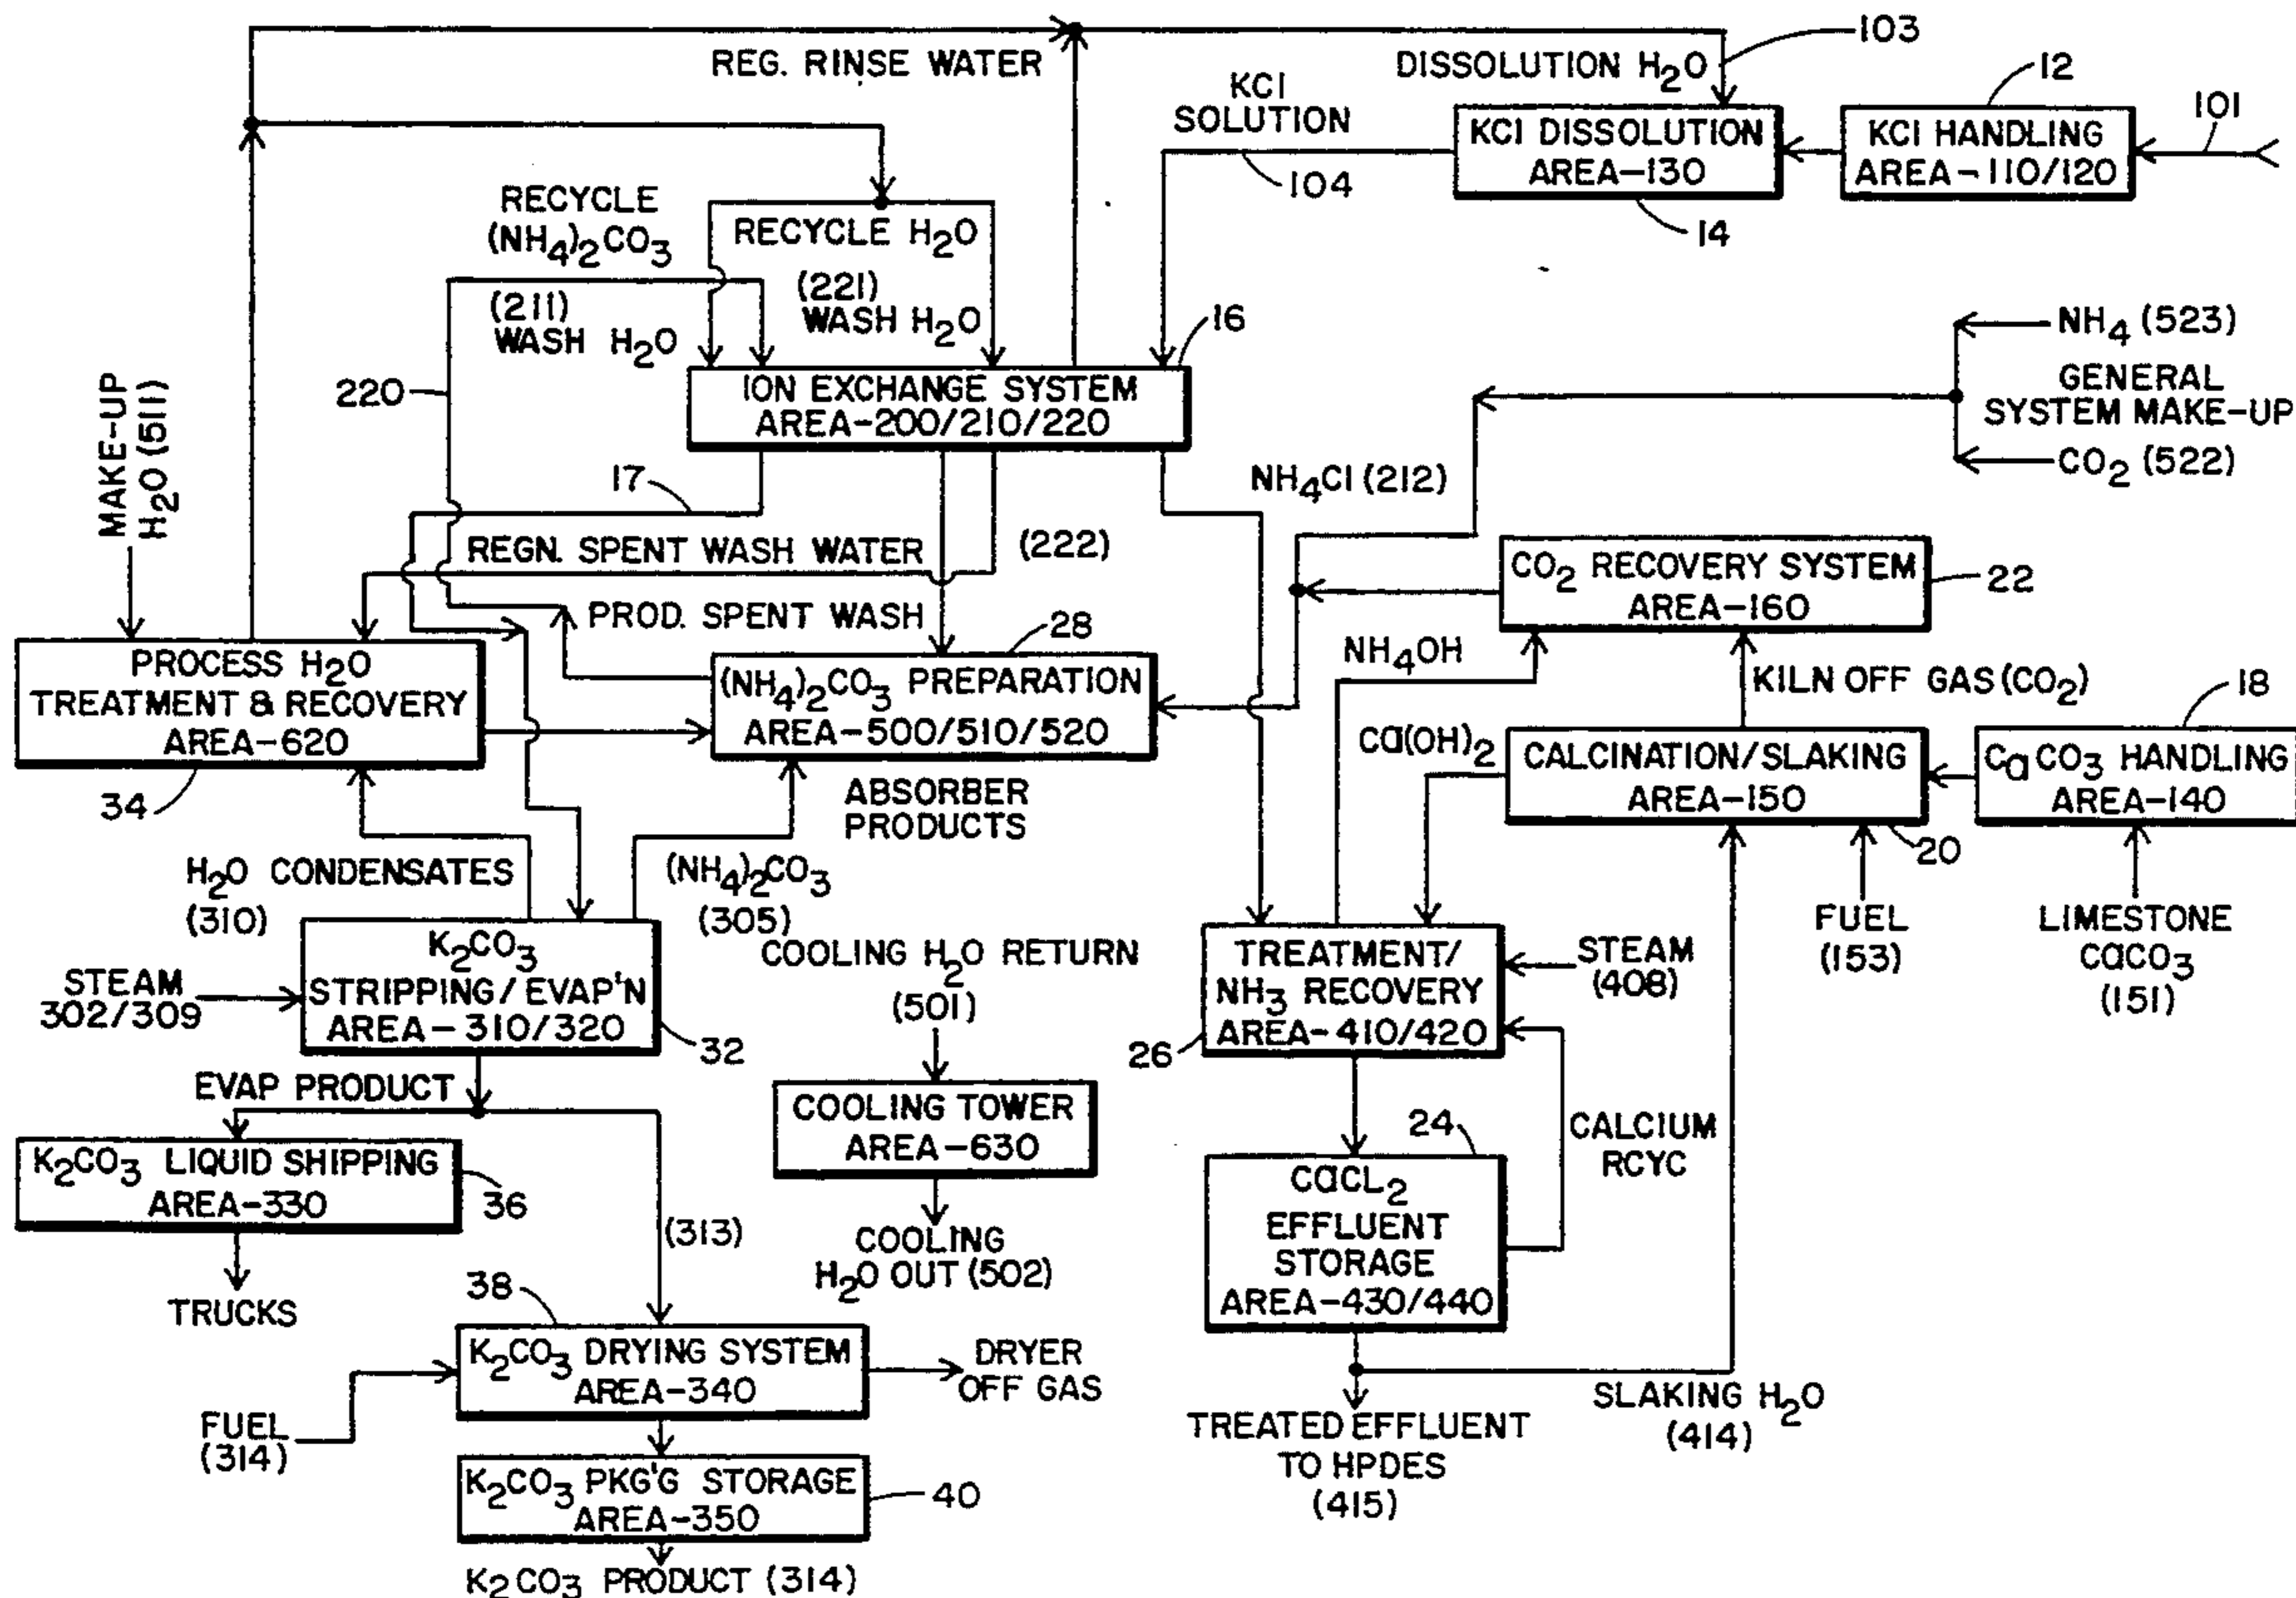 REG. RINSE WATER
DISSOLUTION H₂O
103
12
101
KCl
SOLUTION
104
KCl DISSOLUTION
AREA-130
14
KCl HANDLING
AREA-110/120
RECYCLE
(NH₄)₂CO₃
RECYCLE H₂O
(211)
WASH H₂O
(221)
WASH H₂O
16
220
ION EXCHANGE SYSTEM
AREA-200/210/220
NH₄ (523)
GENERAL
SYSTEM MAKE-UP
CO₂ (522)
MAKE-UP
H₂O (511)
17
NH₄Cl (212)
REGN. SPENT WASH WATER
(222)
PROD. SPENT WASH
28
CO₂ RECOVERY SYSTEM
AREA-160
22
NH₄OH
KILN OFF GAS (CO₂)
18
PROCESS H₂O
TREATMENT & RECOVERY
AREA-620
34
(NH₄)₂CO₃ PREPARATION
AREA-500/510/520
ABSORBER
PRODUCTS
Ca(OH)₂
CALCINATION/SLAKING
AREA-150
20
CaCO₃ HANDLING
AREA-140
H₂O CONDENSATES
(310)
(NH₄)₂CO₃
(305)
FUEL
(153)
LIMESTONE
CaCO₃
(151)
STEAM
302/309
K₂CO₃
STRIPPING/EVAP'N
AREA-310/320
32
COOLING H₂O RETURN
(501)
TREATMENT/
NH₃ RECOVERY
AREA-410/420
26
STEAM
(408)
EVAP PRODUCT
COOLING TOWER
AREA-630
24
CALCIUM
RCYC
K₂CO₃ LIQUID SHIPPING
AREA-330
36
(313)
COOLING
H₂O OUT (502)
CaCL₂
EFFLUENT
STORAGE
AREA-430/440
TRUCKS
38
K₂CO₃ DRYING SYSTEM
AREA-340
DRYER
OFF GAS
FUEL
(314)
SLAKING H₂O
(414)
TREATED EFFLUENT
TO HPDES
(415)
K₂CO₃ PKG'G STORAGE
AREA-350
40
K₂CO₃ PRODUCT (314)